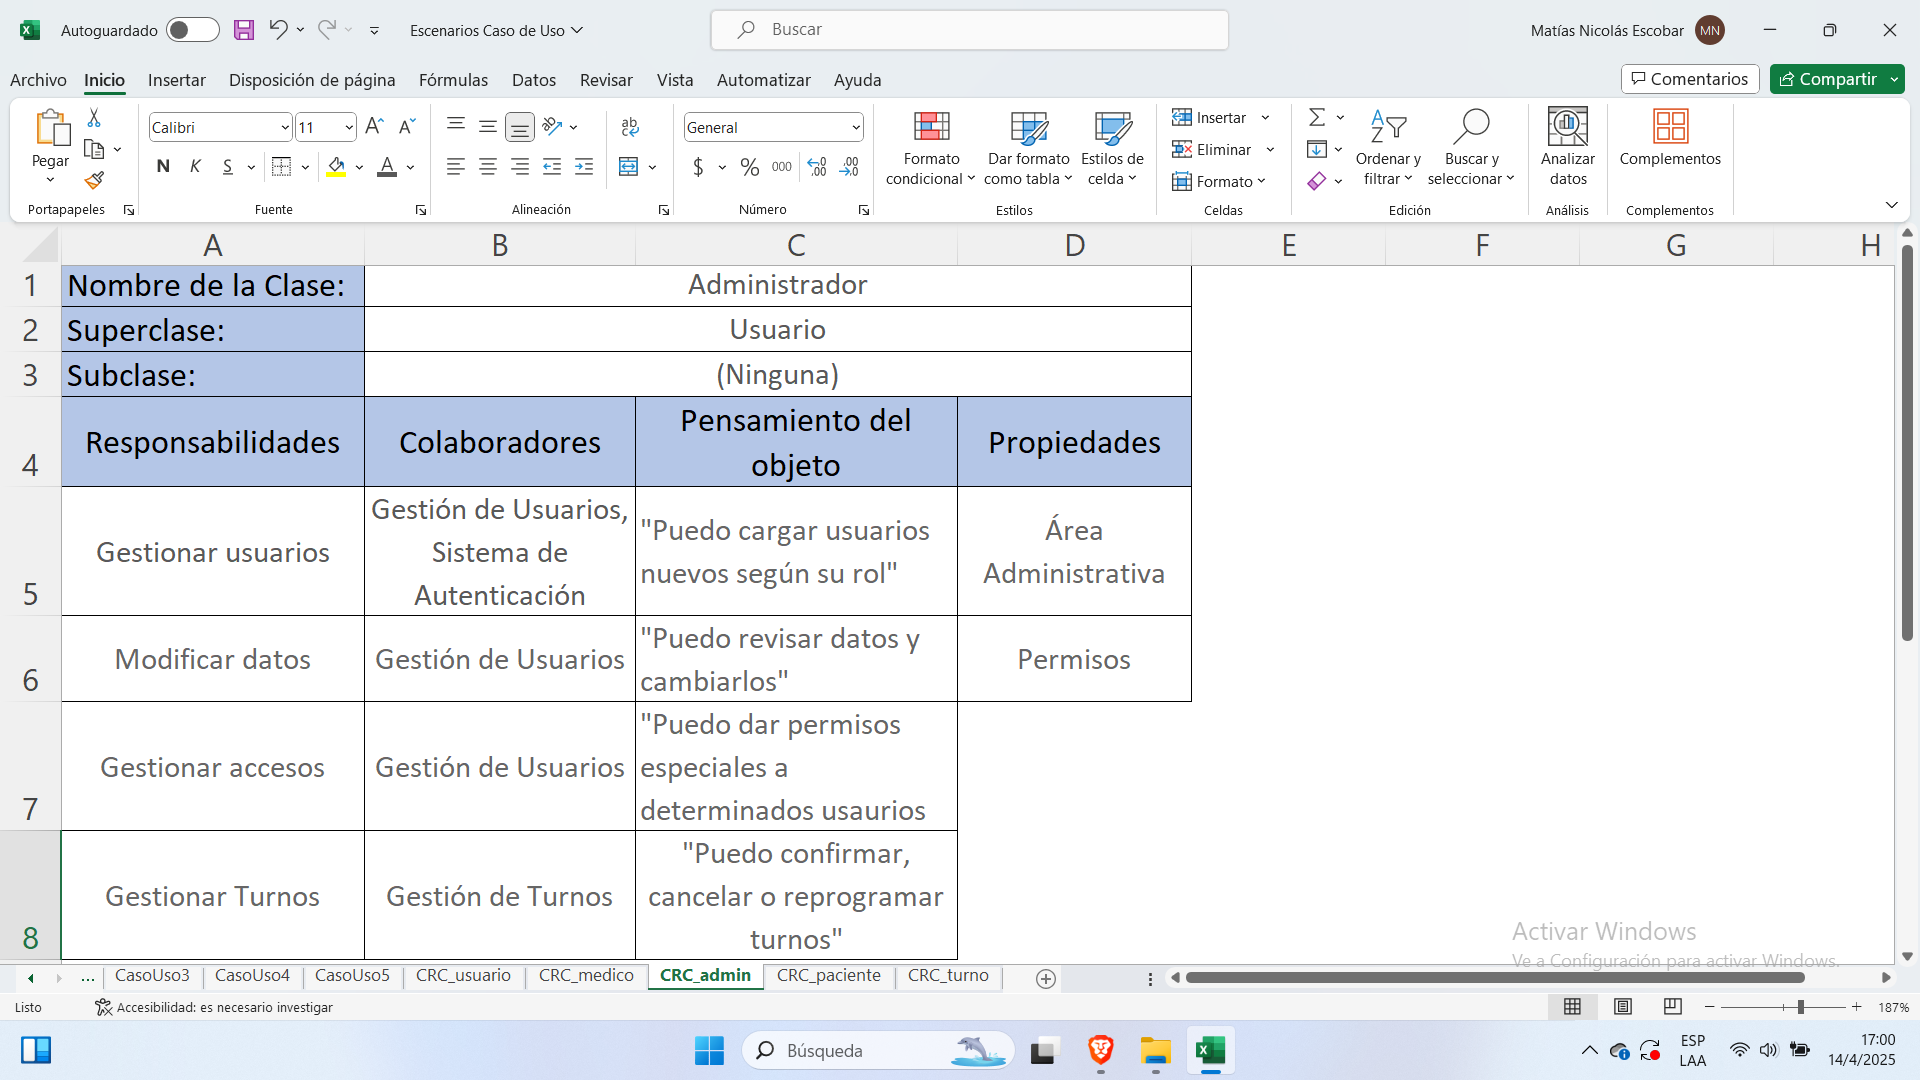 Autoguardado
Escenarios Caso de Uso
Buscar
Matías Nicolás Escobar
MN
Archivo Inicio Insertar Disposición de página Fórmulas Datos Revisar Vista Automatizar Ayuda
Comentarios
Compartir
Pegar
Portapapeles
Calibri
11
N K S
Fuente
Alineación
General
$ % 000
Número
Formato
condicional
Dar formato
como tabla
Estilos de
celda
Estilos
Insertar
Eliminar
Formato
Celdas
Ordenar y
filtrar
Buscar y
seleccionar
Edición
Analizar
datos
Análisis
Complementos
Complementos
A B C D E F G H
1 Nombre de la Clase: Administrador
2 Superclase: Usuario
3 Subclase: (Ninguna)
4 Responsabilidades Colaboradores Pensamiento del
objeto Propiedades
5 Gestionar usuarios
Gestión de Usuarios,
Sistema de
Autenticación
"Puedo cargar usuarios
nuevos según su rol"
Área
Administrativa
6 Modificar datos
Gestión de Usuarios
"Puedo revisar datos y
cambiarlos"
Permisos
7 Gestionar accesos
Gestión de Usuarios
"Puedo dar permisos
especiales a
determinados usaurios
8 Gestionar Turnos
Gestión de Turnos
"Puedo confirmar,
cancelar o reprogramar
turnos"
Activar Windows
Ve a Configuración para activar Windows.
... CasoUso3 CasoUso4 CasoUso5 CRC_usuario CRC_medico CRC_admin CRC_paciente CRC_turno
Listo
Accesibilidad: es necesario investigar
187%
Búsqueda
ESP
LAA
17:00
14/4/2025